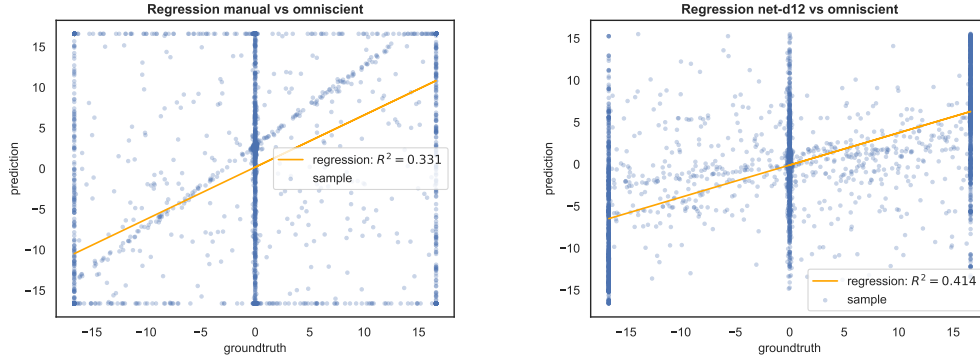 Regression manual vs omniscient
15
10
5
0
−5
−10
−15
prediction
regression: R² = 0.331
sample
−15
−10
−5
0
5
10
15
groundtruth
Regression net-d12 vs omniscient
15
10
5
0
−5
−10
−15
prediction
regression: R² = 0.414
sample
−15
−10
−5
0
5
10
15
groundtruth